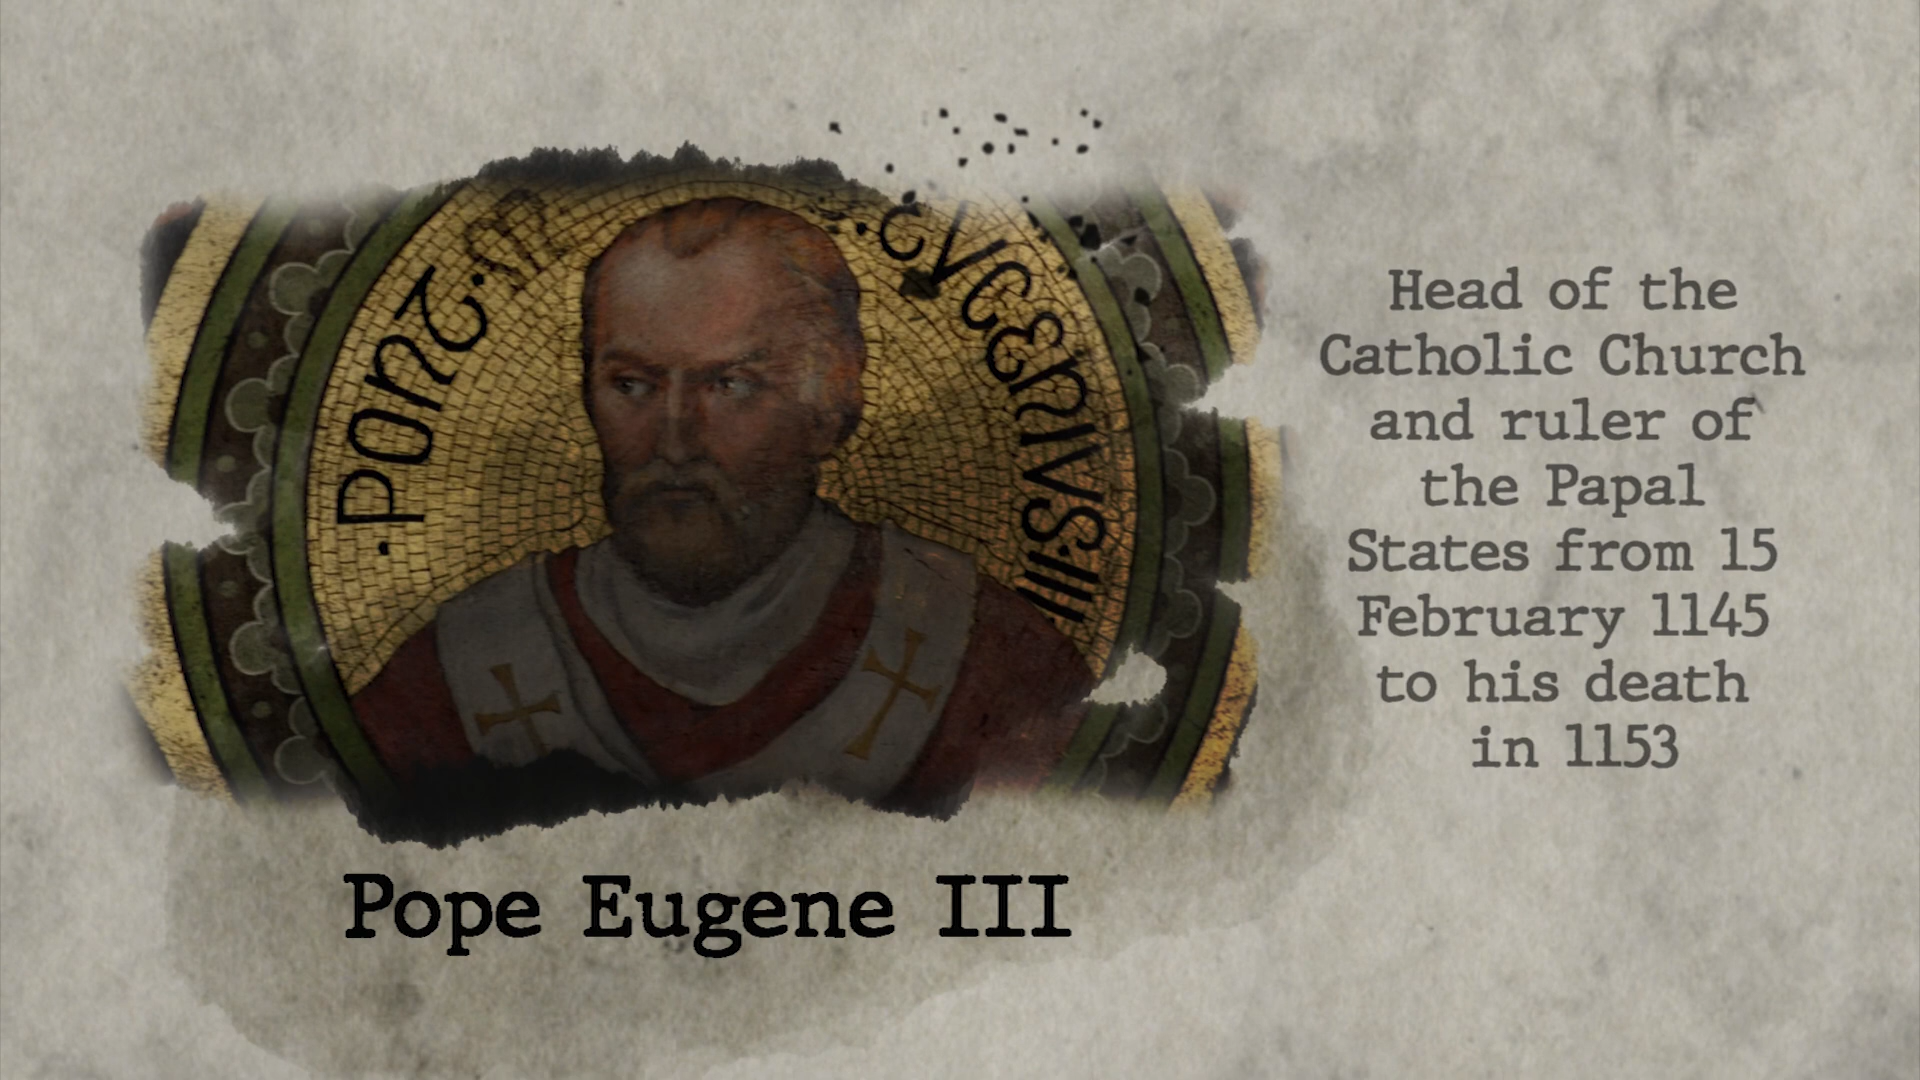 .PONT.
.EVGENIVS.III
Head of the
Catholic Church
and ruler of
the Papal
States from 15
February 1145
to his death
in 1153
Pope Eugene III